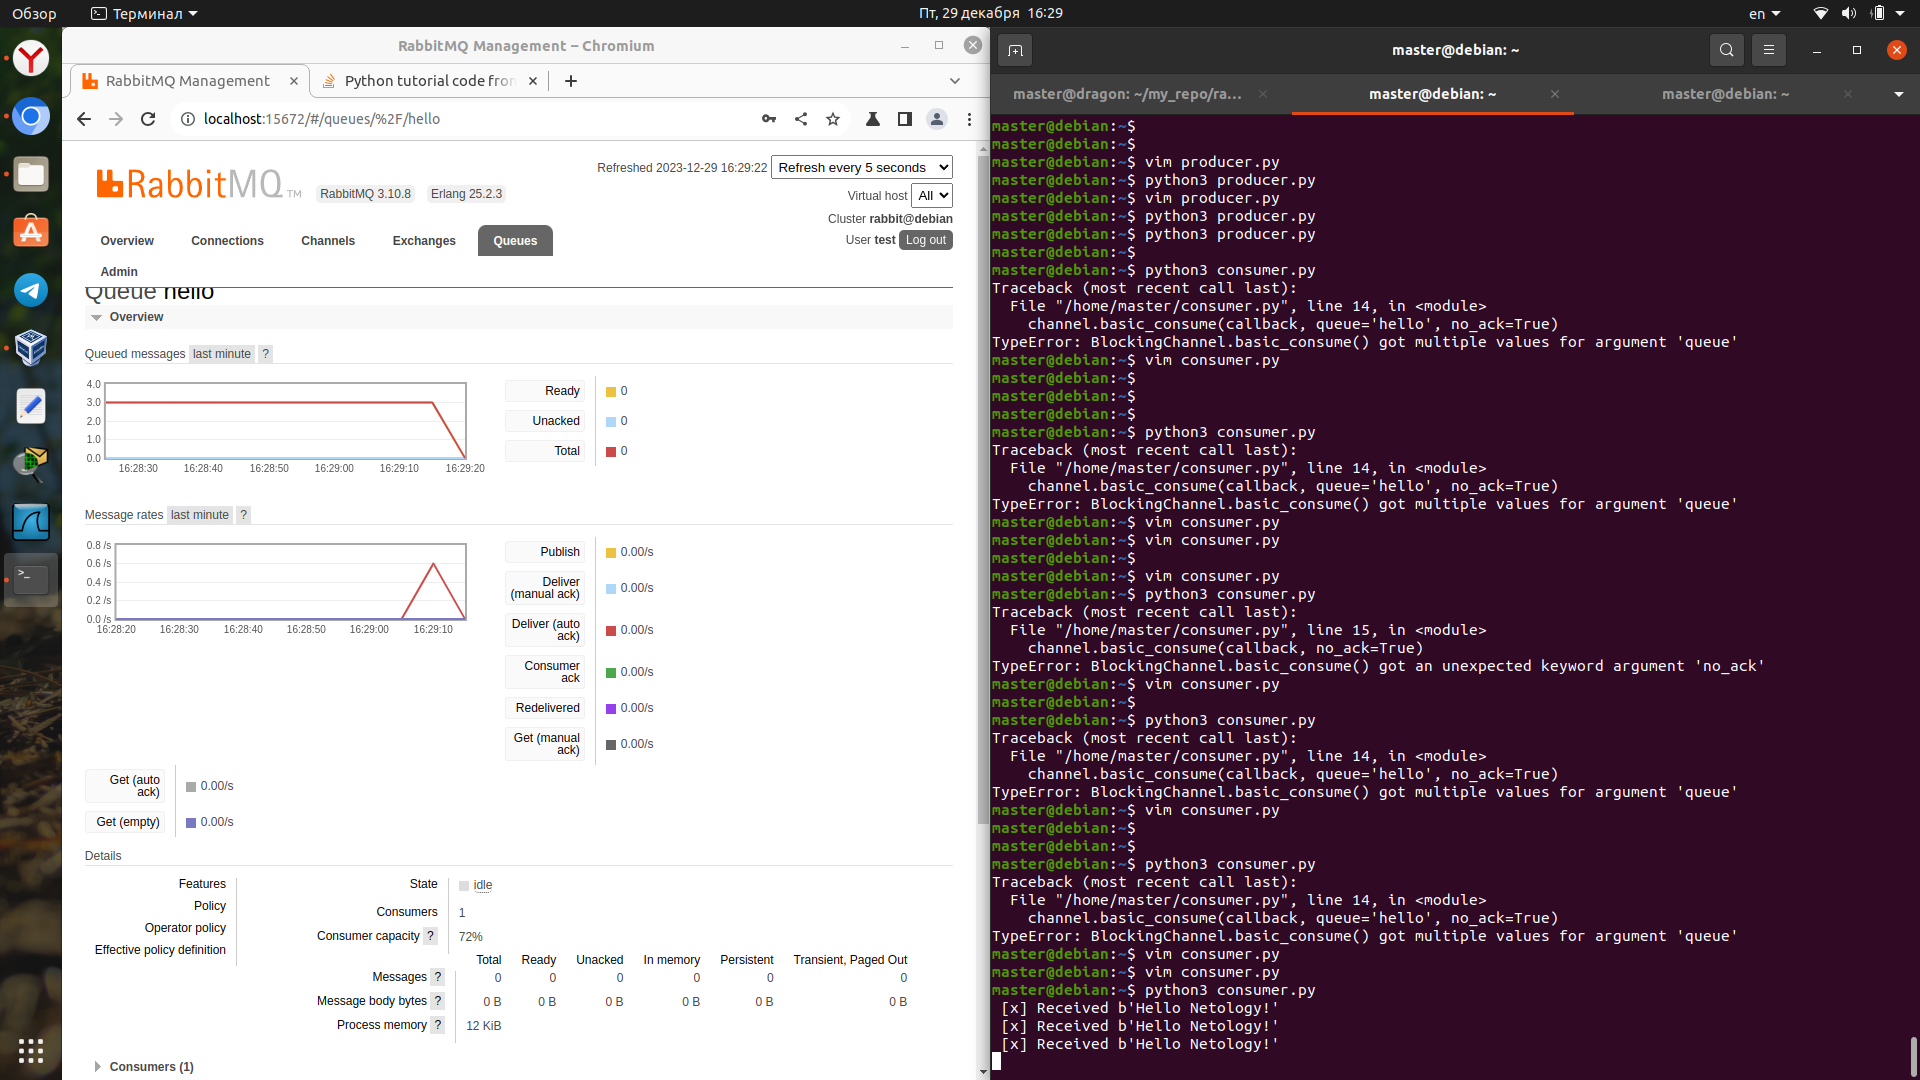 Обзор
Терминал
Пт, 29 декабря 16:29
en
RabbitMQ Management – Chromium
RabbitMQ Management
Python tutorial code fro
localhost:15672/#/queues/%2F/hello
RabbitMQ TM
RabbitMQ 3.10.8
Erlang 25.2.3
Refreshed 2023-12-29 16:29:22
Refresh every 5 seconds
Virtual host
All
Cluster rabbit@debian
User test
Log out
Overview
Connections
Channels
Exchanges
Queues
Admin
Queue hello
Overview
Queued messages last minute ?
4.0
3.0
2.0
1.0
0.0
16:28:30 16:28:40 16:28:50 16:29:00 16:29:10 16:29:20
Ready 0
Unacked 0
Total 0
Message rates last minute ?
0.8 /s
0.6 /s
0.4 /s
0.2 /s
0.0 /s
16:28:20 16:28:30 16:28:40 16:28:50 16:29:00 16:29:10
Publish 0.00/s
Deliver (manual ack) 0.00/s
Deliver (auto ack) 0.00/s
Consumer ack 0.00/s
Redelivered 0.00/s
Get (manual ack) 0.00/s
Get (auto ack) 0.00/s
Get (empty) 0.00/s
Details
Features
Policy
Operator policy
Effective policy definition
State idle
Consumers 1
Consumer capacity ? 72%
Total Ready Unacked In memory Persistent Transient, Paged Out
Messages ? 0 0 0 0 0 0
Message body bytes ? 0 B 0 B 0 B 0 B 0 B 0 B
Process memory ? 12 KiB
Consumers (1)
master@debian: ~
master@dragon: ~/my_repo/ra...
master@debian: ~
master@debian: ~
master@debian:~$
master@debian:~$
master@debian:~$ vim producer.py
master@debian:~$ python3 producer.py
master@debian:~$ vim producer.py
master@debian:~$ python3 producer.py
master@debian:~$ python3 producer.py
master@debian:~$
master@debian:~$ python3 consumer.py
Traceback (most recent call last):
File "/home/master/consumer.py", line 14, in <module>
channel.basic_consume(callback, queue='hello', no_ack=True)
TypeError: BlockingChannel.basic_consume() got multiple values for argument 'queue'
master@debian:~$ vim consumer.py
master@debian:~$
master@debian:~$
master@debian:~$
master@debian:~$ python3 consumer.py
Traceback (most recent call last):
File "/home/master/consumer.py", line 14, in <module>
channel.basic_consume(callback, queue='hello', no_ack=True)
TypeError: BlockingChannel.basic_consume() got multiple values for argument 'queue'
master@debian:~$ vim consumer.py
master@debian:~$ vim consumer.py
master@debian:~$
master@debian:~$ vim consumer.py
master@debian:~$ python3 consumer.py
Traceback (most recent call last):
File "/home/master/consumer.py", line 15, in <module>
channel.basic_consume(callback, no_ack=True)
TypeError: BlockingChannel.basic_consume() got an unexpected keyword argument 'no_ack'
master@debian:~$ vim consumer.py
master@debian:~$
master@debian:~$ python3 consumer.py
Traceback (most recent call last):
File "/home/master/consumer.py", line 14, in <module>
channel.basic_consume(callback, queue='hello', no_ack=True)
TypeError: BlockingChannel.basic_consume() got multiple values for argument 'queue'
master@debian:~$ vim consumer.py
master@debian:~$
master@debian:~$
master@debian:~$ python3 consumer.py
Traceback (most recent call last):
File "/home/master/consumer.py", line 14, in <module>
channel.basic_consume(callback, queue='hello', no_ack=True)
TypeError: BlockingChannel.basic_consume() got multiple values for argument 'queue'
master@debian:~$ vim consumer.py
master@debian:~$ vim consumer.py
master@debian:~$ python3 consumer.py
[x] Received b'Hello Netology!'
[x] Received b'Hello Netology!'
[x] Received b'Hello Netology!'